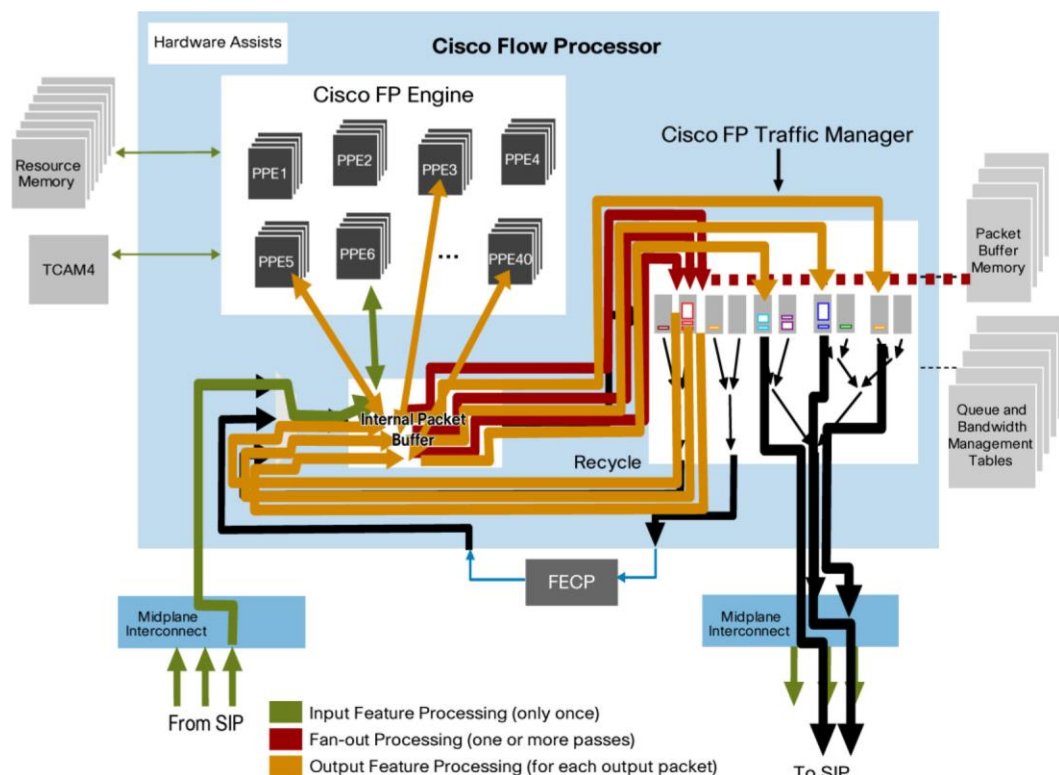 Hardware Assists
Cisco Flow Processor
Cisco FP Engine
PPE1
PPE2
PPE3
PPE4
PPE5
PPE6
...
PPE40
Resource
Memory
TCAM4
Cisco FP Traffic Manager
Packet
Buffer
Memory
Queue and
Bandwidth
Management
Tables
Internal Packet
Buffer
Recycle
FECP
Midplane
Interconnect
Midplane
Interconnect
From SIP
To SIP
Input Feature Processing (only once)
Fan-out Processing (one or more passes)
Output Feature Processing (for each output packet)